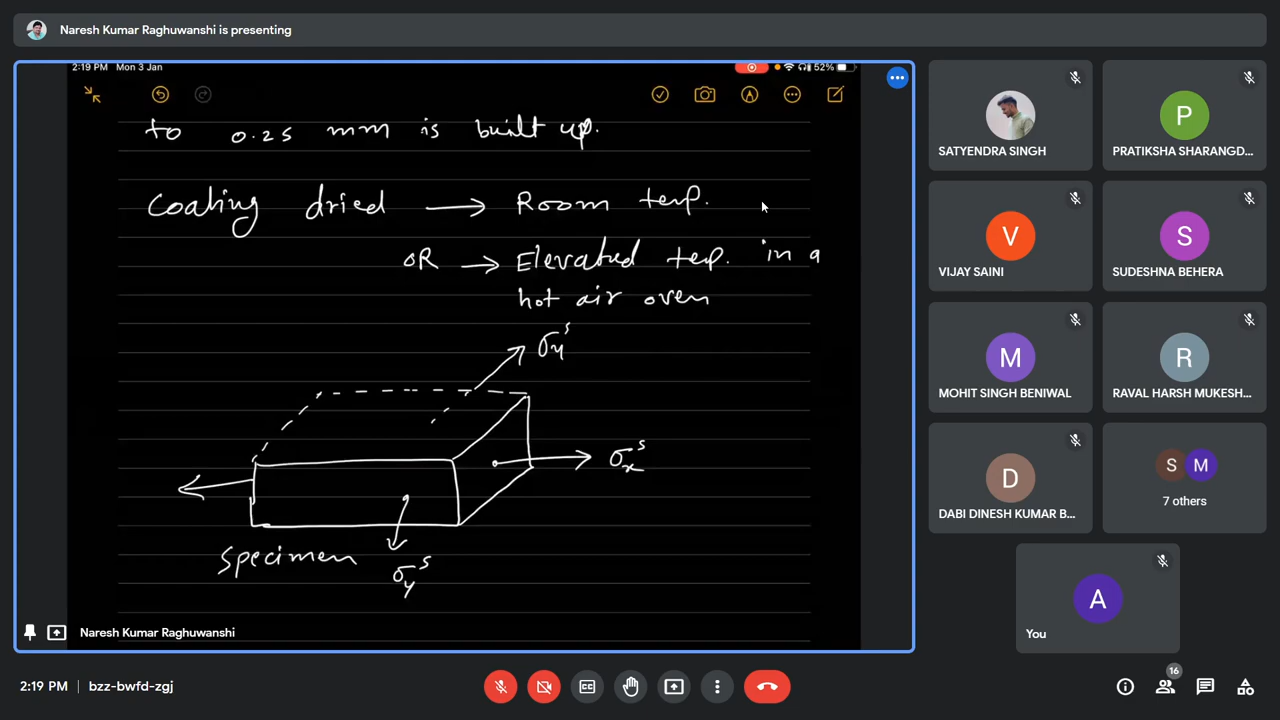 Naresh Kumar Raghuwanshi is presenting
2:19 PM Mon 3 Jan
52%
to 0.25 mm is built up.
Coating dried → Room temp.
OR → Elevated temp. in a
hot air oven
σy^s
σx^s
Specimen
σy^s
Naresh Kumar Raghuwanshi
SATYENDRA SINGH
P
PRATIKSHA SHARANGD...
V
VIJAY SAINI
S
SUDESHNA BEHERA
M
MOHIT SINGH BENIWAL
R
RAVAL HARSH MUKESH...
D
DABI DINESH KUMAR B...
S M
7 others
A
You
2:19 PM | bzz-bwfd-zgj
16